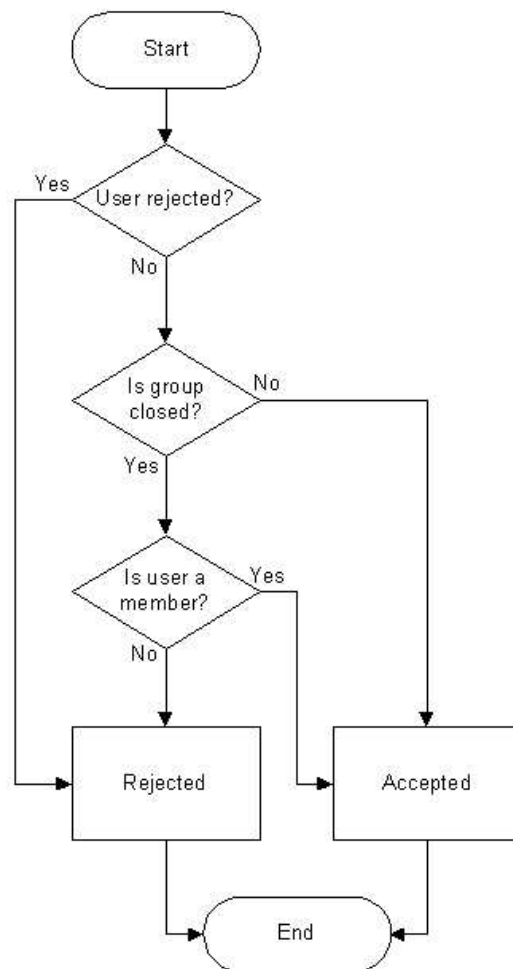 Start
Yes
User rejected?
No
Is group
closed?
No
Yes
Is user a
member?
Yes
No
Rejected
Accepted
End